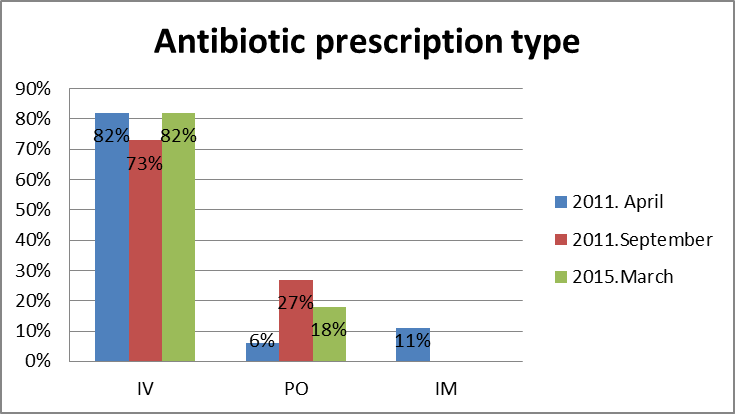 Antibiotic prescription type
90%
80%
70%
60%
50%
40%
30%
20%
10%
0%
82%
73%
82%
6%
27%
18%
11%
IV
PO
IM
2011. April
2011.September
2015.March